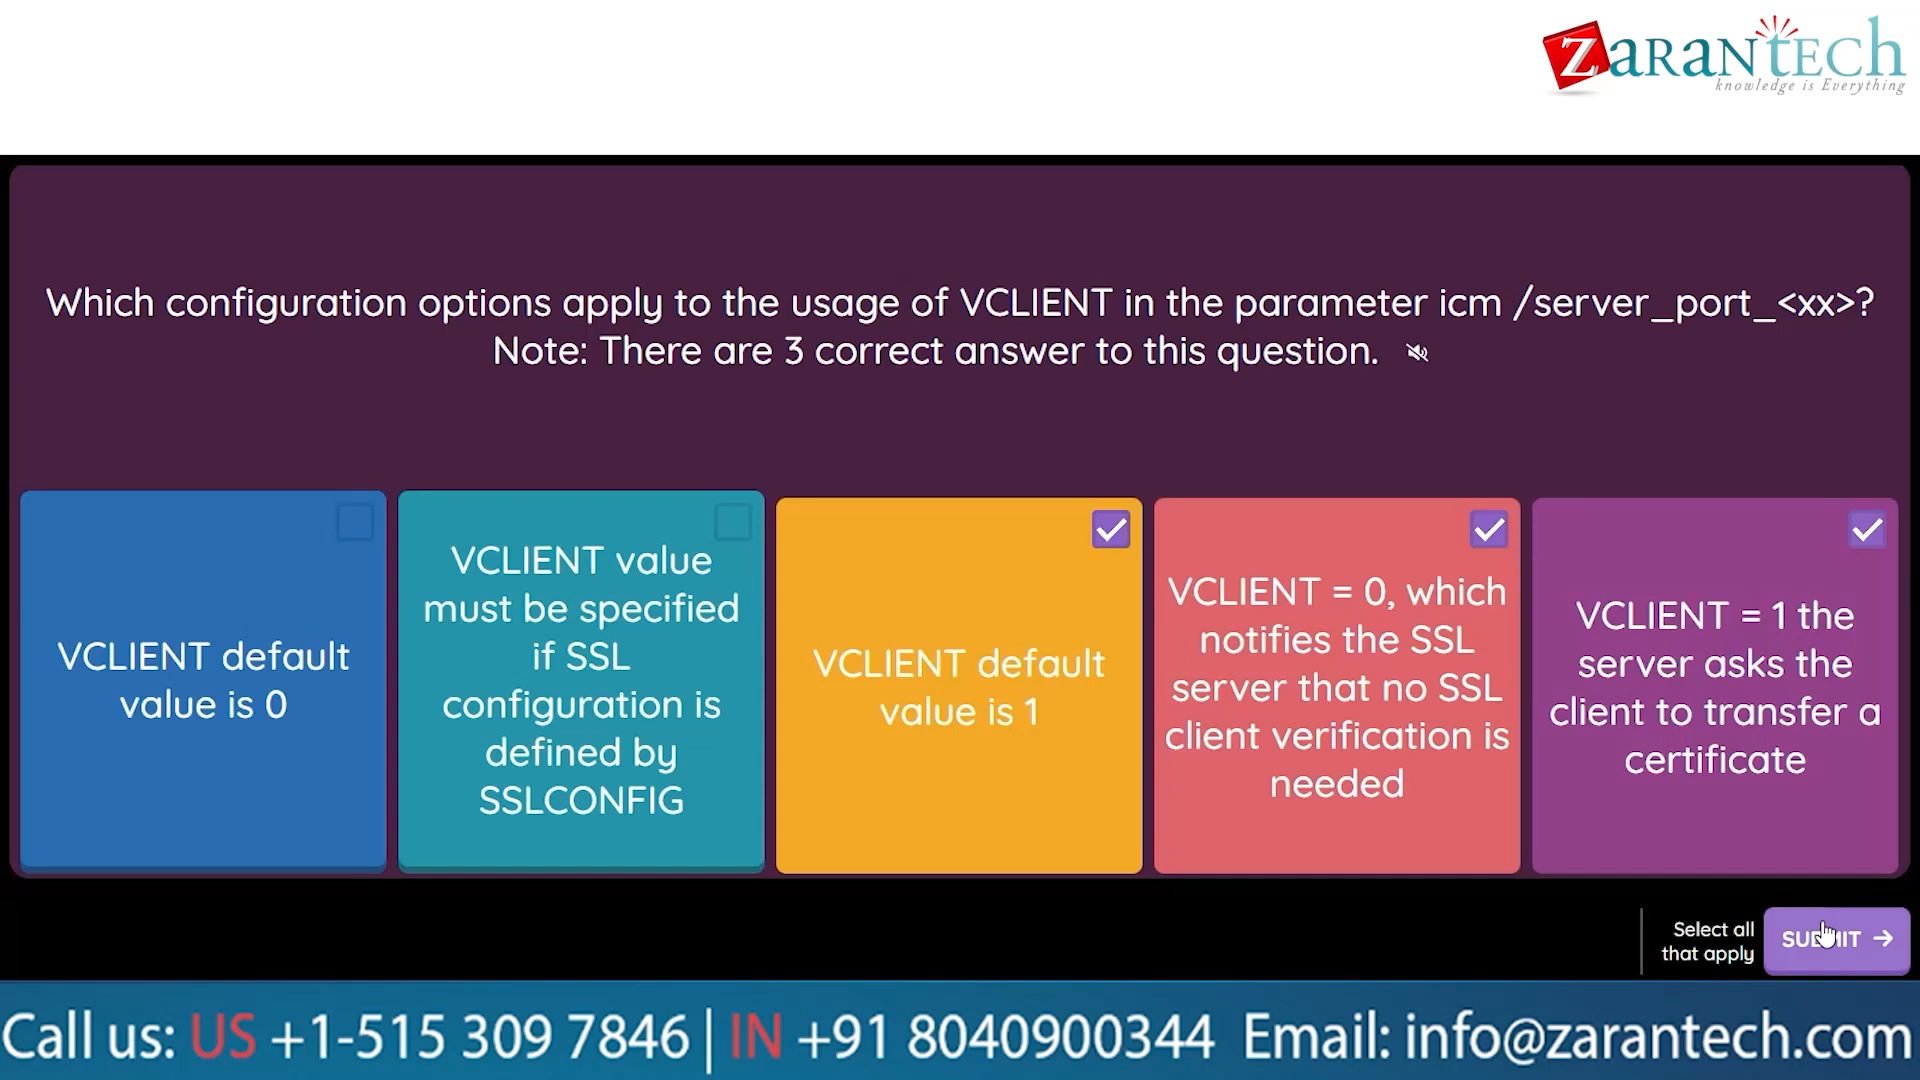 ZARANTECH
knowledge is Everything
Which configuration options apply to the usage of VCLIENT in the parameter icm /server_port_<xx>?
Note: There are 3 correct answer to this question.
VCLIENT default
value is 0
VCLIENT value
must be specified
if SSL
configuration is
defined by
SSLCONFIG
VCLIENT default
value is 1
VCLIENT = 0, which
notifies the SSL
server that no SSL
client verification is
needed
VCLIENT = 1 the
server asks the
client to transfer a
certificate
Select all
that apply
SUBMIT →
Call us: US +1-515 309 7846 | IN +91 8040900344 Email: info@zarantech.com